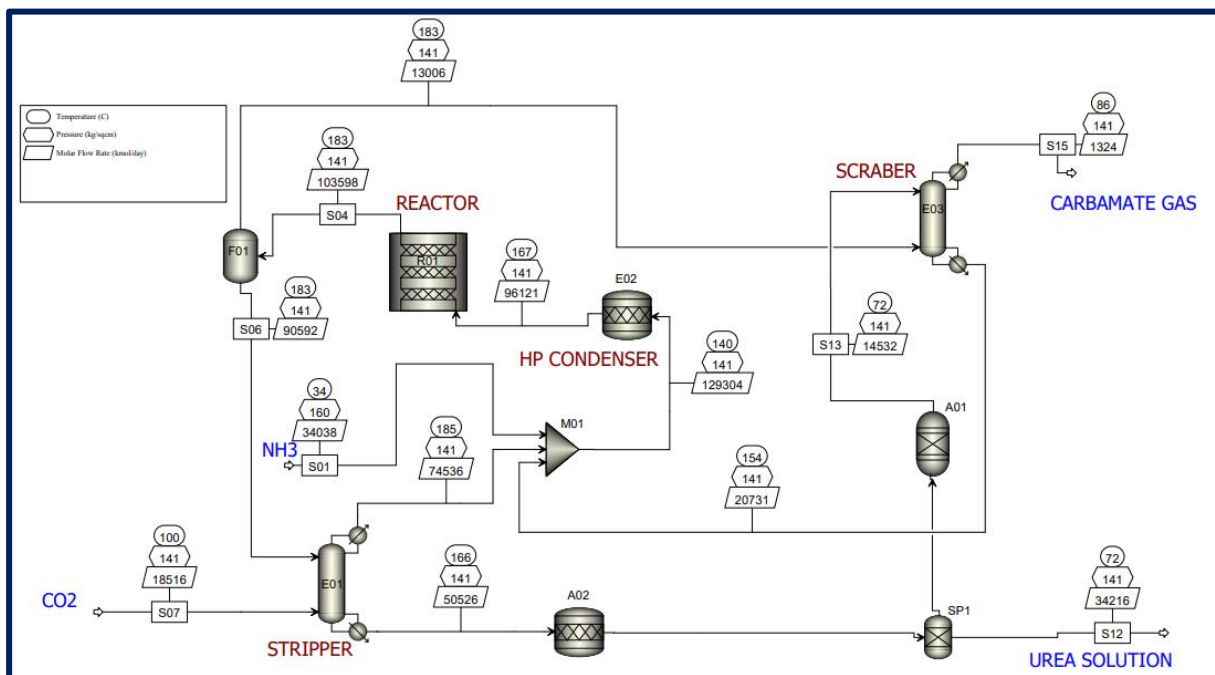 183
141
13006
Temperature (C)
Pressure (kg/sqcm)
Molar Flow Rate (kmol/day)
183
141
103598
S04
REACTOR
F01
R01
183
141
S06
90592
167
141
96121
E02
HP CONDENSER
SCRABER
E03
86
141
S15
1324
CARBAMATE GAS
72
141
S13
14532
140
141
129304
34
160
34038
NH3
S01
185
141
74536
M01
A01
154
141
20731
100
141
18516
CO2
S07
E01
STRIPPER
166
141
50526
A02
SP1
72
141
34216
S12
UREA SOLUTION